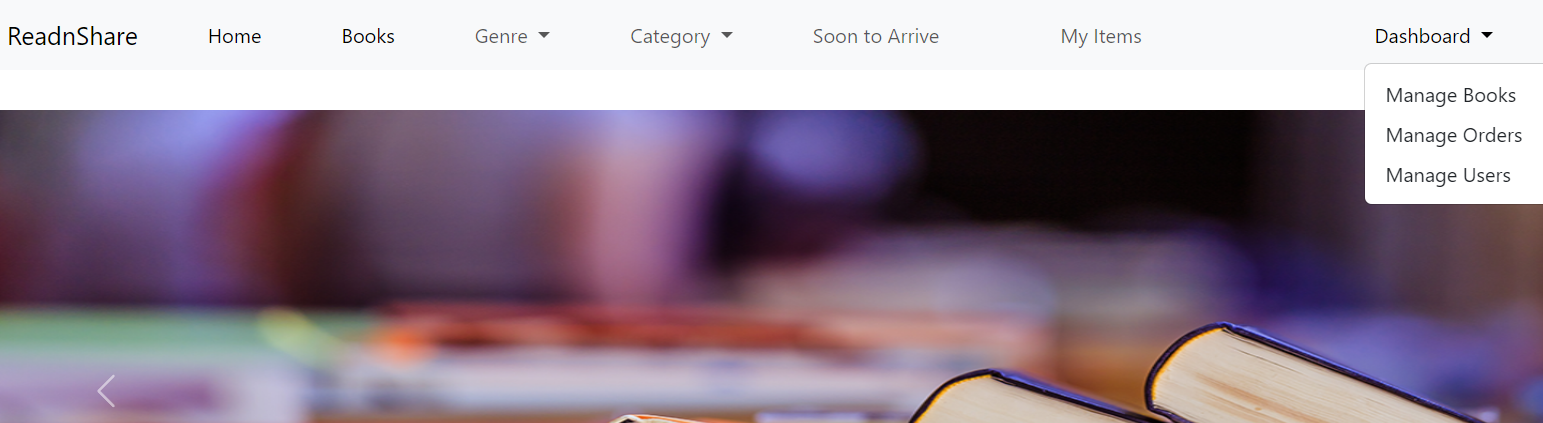 ReadnShare Home Books Genre Category Soon to Arrive My Items Dashboard
Manage Books
Manage Orders
Manage Users